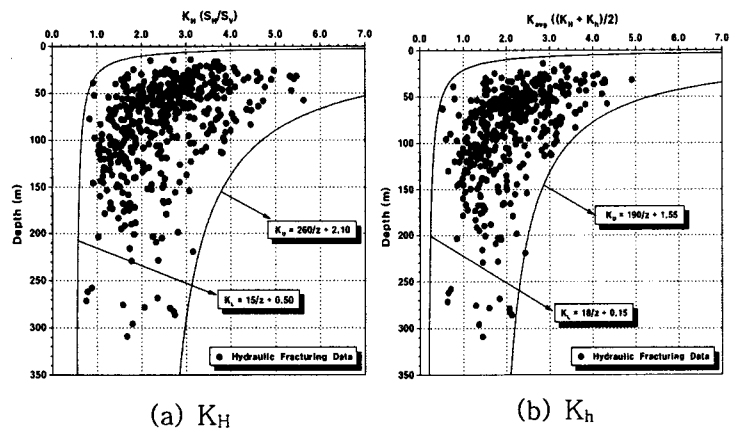 K_H (S_H/S_V)
0.0 1.0 2.0 3.0 4.0 5.0 6.0 7.0
0
50
100
150
200
250
300
350
Depth (m)
K_U = 260/z + 2.10
K_L = 15/z + 0.50
Hydraulic Fracturing Data
(a) K_H
K_avg ((K_H + K_h)/2)
0.0 1.0 2.0 3.0 4.0 5.0 6.0 7.0
0
50
100
150
200
250
300
350
Depth (m)
K_U = 190/z + 1.55
K_L = 18/z + 0.15
Hydraulic Fracturing Data
(b) K_h